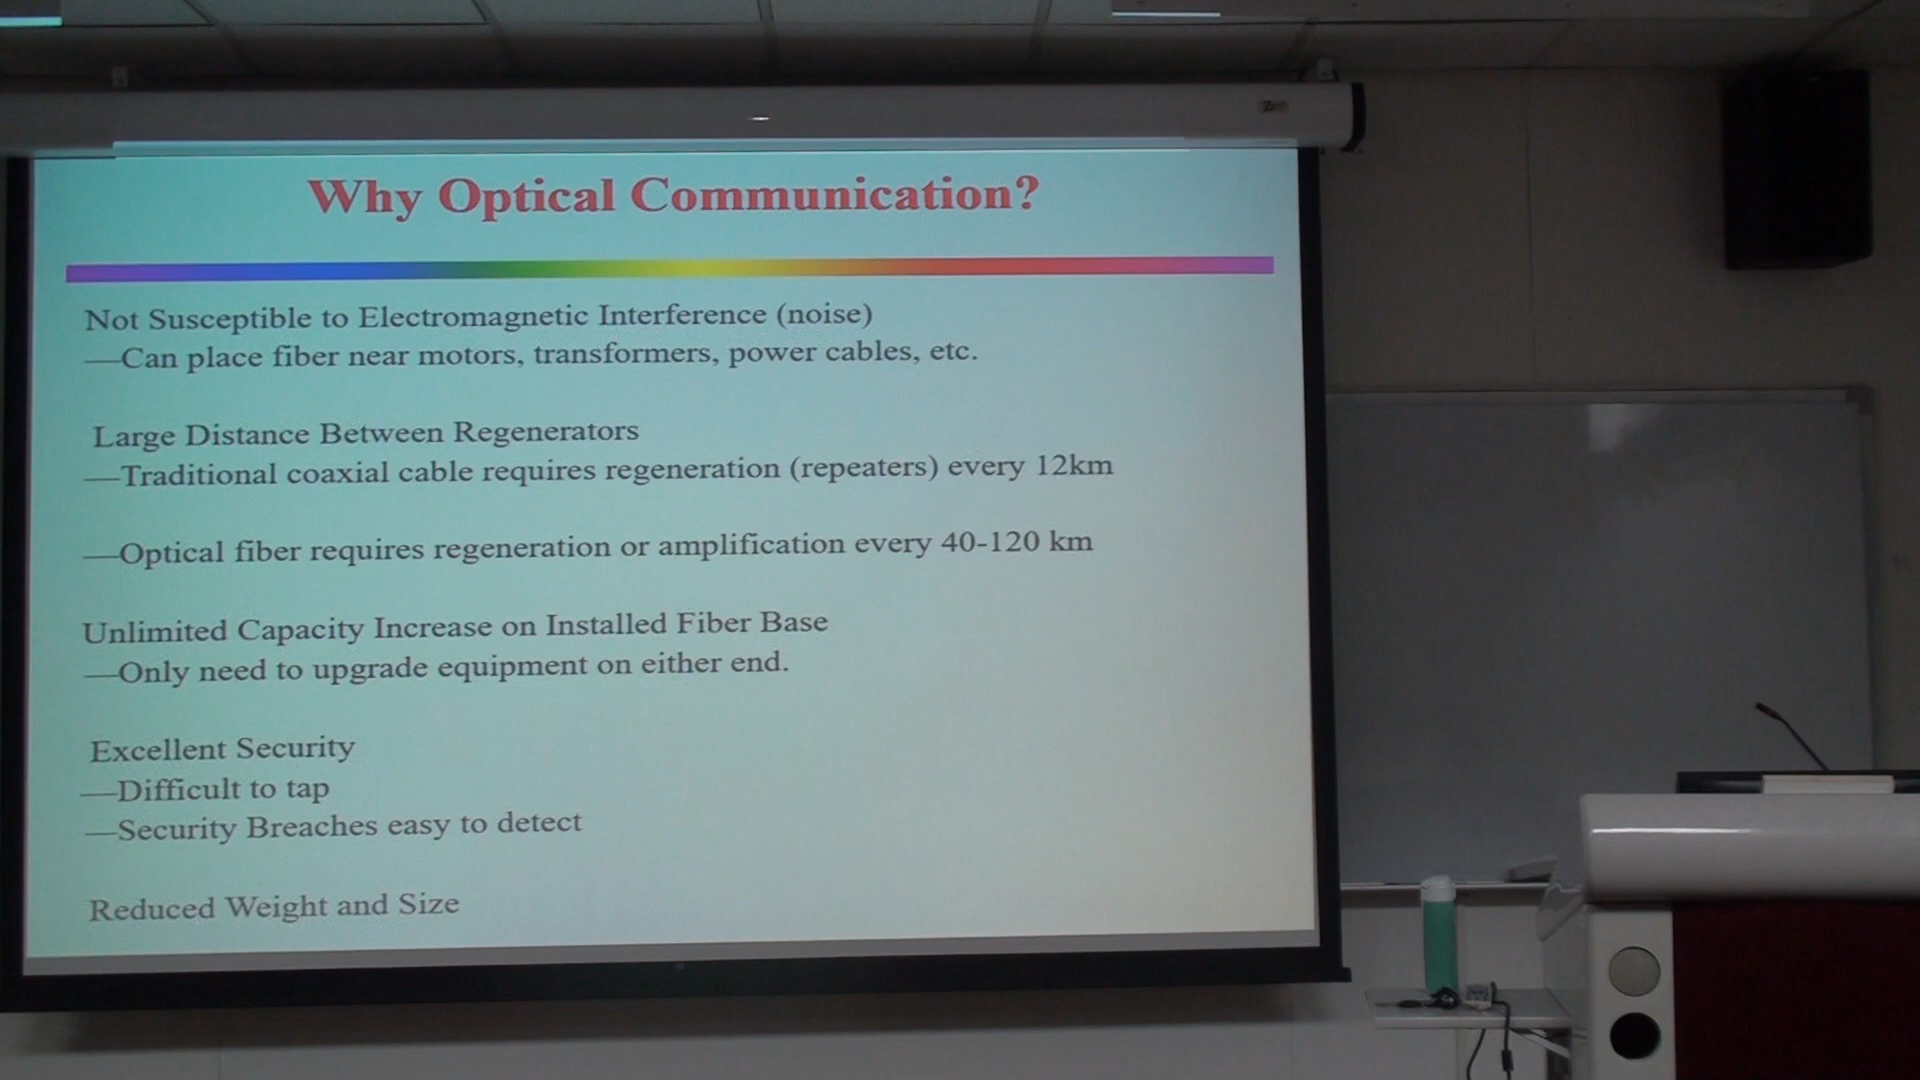 Why Optical Communication?
Not Susceptible to Electromagnetic Interference (noise)
—Can place fiber near motors, transformers, power cables, etc.
Large Distance Between Regenerators
—Traditional coaxial cable requires regeneration (repeaters) every 12km
—Optical fiber requires regeneration or amplification every 40-120 km
Unlimited Capacity Increase on Installed Fiber Base
—Only need to upgrade equipment on either end.
Excellent Security
—Difficult to tap
—Security Breaches easy to detect
Reduced Weight and Size